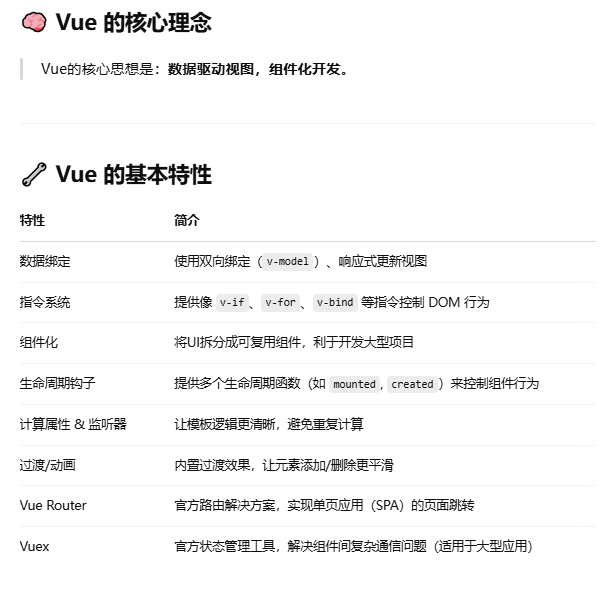 🧠 Vue 的核心理念
Vue的核心思想是：数据驱动视图，组件化开发。
🔧 Vue 的基本特性
特性 简介
数据绑定 使用双向绑定（v-model）、响应式更新视图
指令系统 提供像 v-if、v-for、v-bind 等指令控制 DOM 行为
组件化 将UI拆分成可复用组件，利于开发大型项目
生命周期钩子 提供多个生命周期函数（如 mounted, created）来控制组件行为
计算属性 & 监听器 让模板逻辑更清晰，避免重复计算
过渡/动画 内置过渡效果，让元素添加/删除更平滑
Vue Router 官方路由解决方案，实现单页应用（SPA）的页面跳转
Vuex 官方状态管理工具，解决组件间复杂通信问题（适用于大型应用）